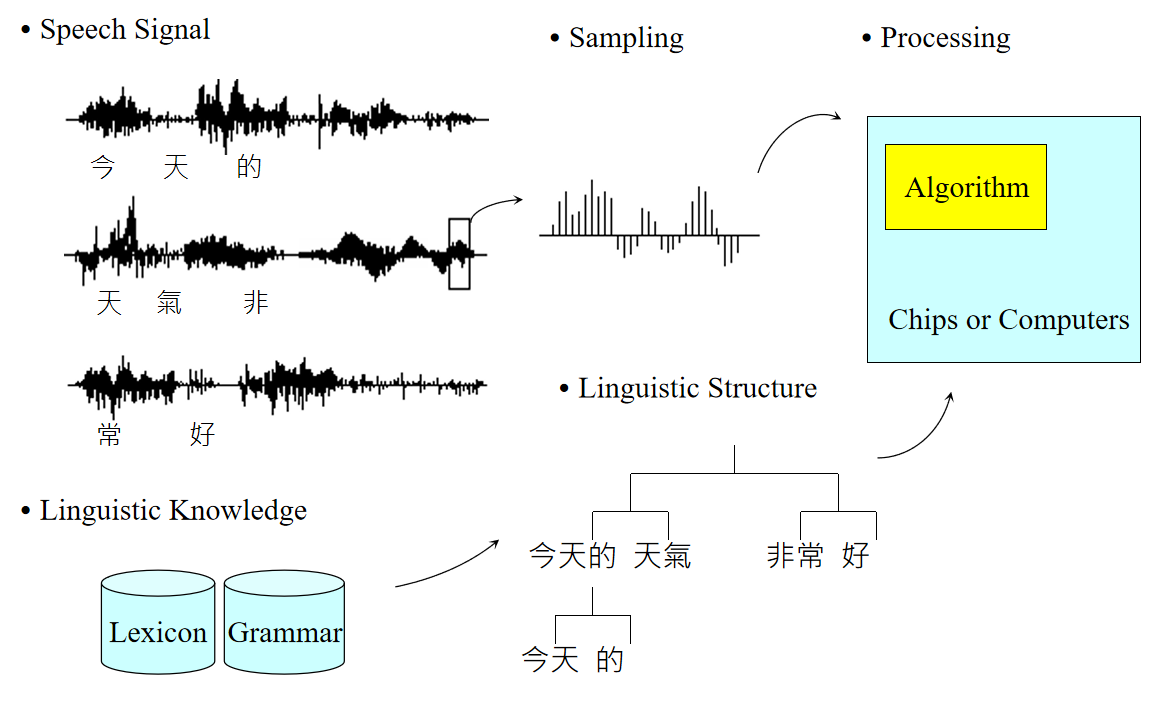 • Speech Signal
今 天 的
天 氣 非
常 好
• Sampling
• Processing
Algorithm
Chips or Computers
• Linguistic Knowledge
Lexicon
Grammar
• Linguistic Structure
今天的 天氣 非常 好
今天 的